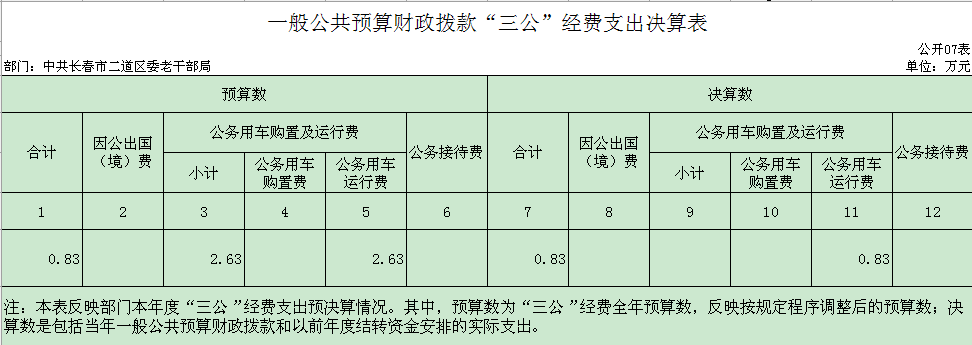 一般公共预算财政拨款“三公”经费支出决算表
公开07表
部门：中共长春市二道区委老干部局 单位：万元
预算数 决算数
合计 因公出国（境）费 公务用车购置及运行费 公务接待费 合计 因公出国（境）费 公务用车购置及运行费 公务接待费
小计 公务用车购置费 公务用车运行费 小计 公务用车购置费 公务用车运行费
1 2 3 4 5 6 7 8 9 10 11 12
0.83 2.63 2.63 0.83 0.83
注：本表反映部门本年度“三公”经费支出预决算情况。其中，预算数为“三公”经费全年预算数，反映按规定程序调整后的预算数；决
算数是包括当年一般公共预算财政拨款和以前年度结转资金安排的实际支出。